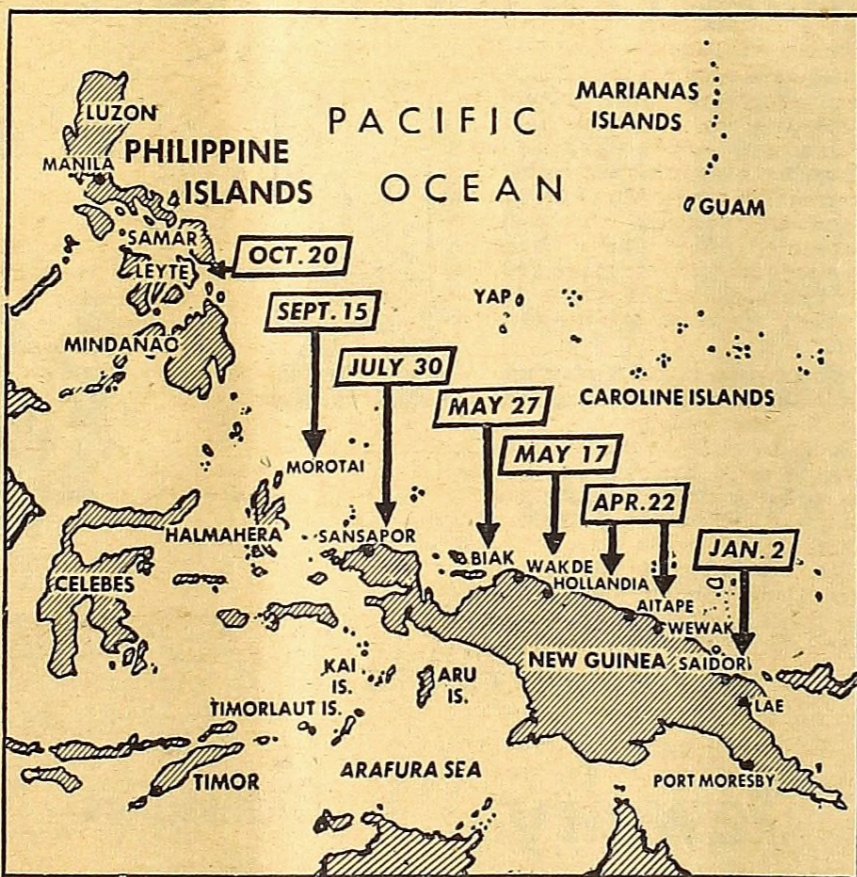 LUZON
MARIANAS
ISLANDS
PACIFIC
OCEAN
MANILA
PHILIPPINE
ISLANDS
GUAM
SAMAR
LEYTE
OCT. 20
YAP
SEPT. 15
MINDANAO
JULY 30
MAY 27
CAROLINE ISLANDS
MAY 17
MOROTAI
APR. 22
HALMAHERA
SANSAPOR
JAN. 2
BIAK
WAKDE
HOLLANDIA
CELEBES
AITAPE
WEWAK
KAI
IS.
ARU
IS.
NEW GUINEA
SAIDOR
TIMORLAUT IS.
LAE
TIMOR
ARAFURA SEA
PORT MORESBY